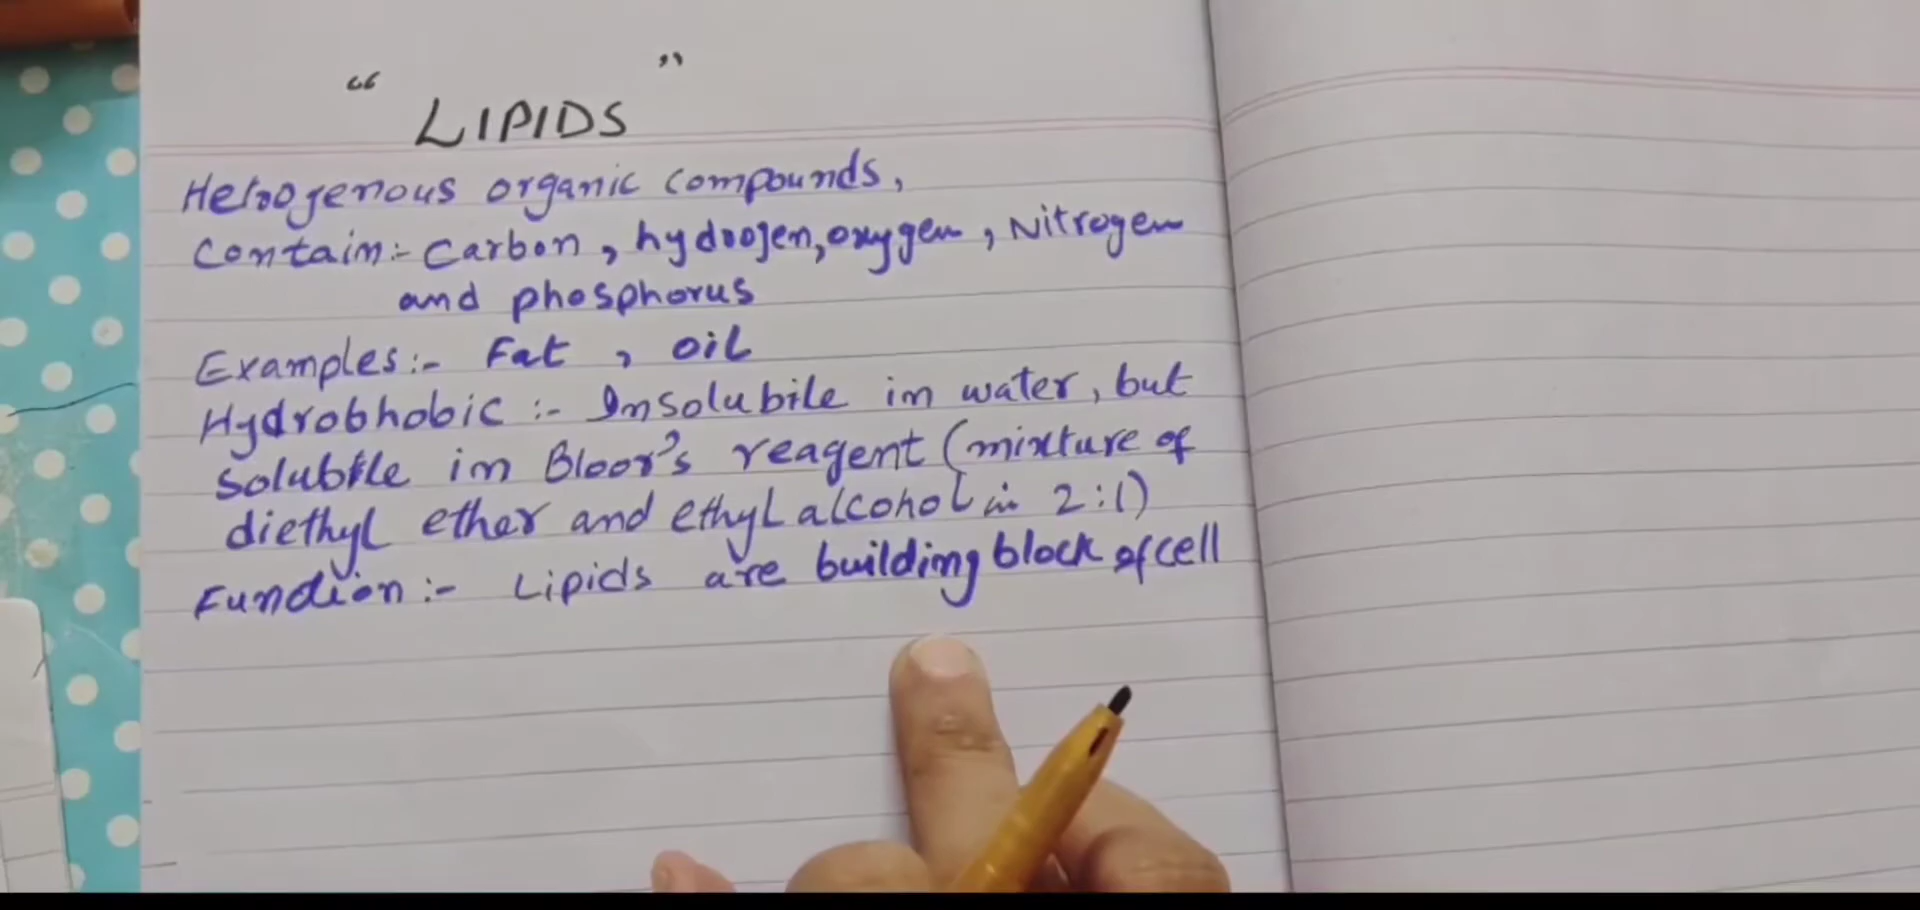 “ LIPIDS ”
Hetrogenous organic compounds,
Contain:- Carbon, hydrogen, oxygen, Nitrogen
and phosphorus
Examples:- Fat, oil
Hydrobhobic :- Insolubile in water, but
solubile in Bloor's reagent (mixture of
diethyl ether and ethyl alcohol in 2:1)
Function:- Lipids are building block of cell